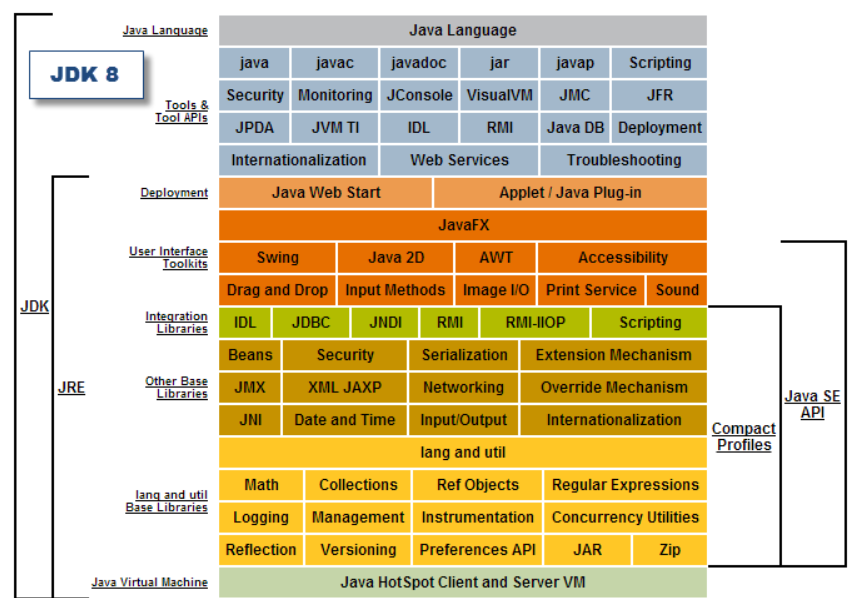 Java Language
Java Language
JDK 8
java javac javadoc jar javap Scripting
Security Monitoring JConsole VisualVM JMC JFR
Tools &
Tool APIs
JPDA JVM TI IDL RMI Java DB Deployment
Internationalization Web Services Troubleshooting
Deployment
Java Web Start Applet / Java Plug-in
JavaFX
User Interface
Toolkits
Swing Java 2D AWT Accessibility
Drag and Drop Input Methods Image I/O Print Service Sound
JDK
Integration
Libraries
IDL JDBC JNDI RMI RMI-IIOP Scripting
Beans Security Serialization Extension Mechanism
JRE
Other Base
Libraries
JMX XML JAXP Networking Override Mechanism
Java SE
API
JNI Date and Time Input/Output Internationalization
Compact
Profiles
lang and util
Math Collections Ref Objects Regular Expressions
lang and util
Base Libraries
Logging Management Instrumentation Concurrency Utilities
Reflection Versioning Preferences API JAR Zip
Java Virtual Machine
Java HotSpot Client and Server VM